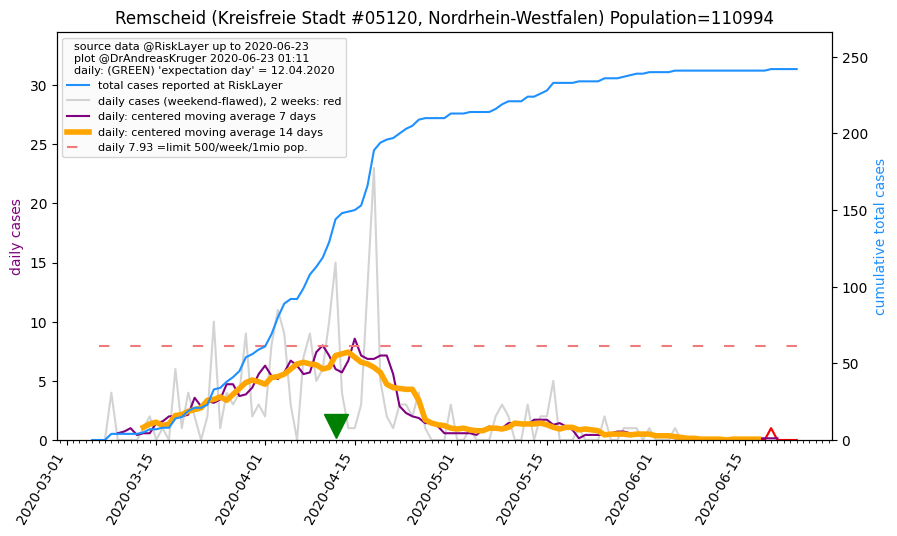 Remscheid (Kreisfreie Stadt #05120, Nordrhein-Westfalen) Population=110994
source data @RiskLayer up to 2020-06-23
plot @DrAndreasKruger 2020-06-23 01:11
daily: (GREEN) 'expectation day' = 12.04.2020
total cases reported at RiskLayer
daily cases (weekend-flawed), 2 weeks: red
daily: centered moving average 7 days
daily: centered moving average 14 days
daily 7.93 =limit 500/week/1mio pop.
daily cases
0
5
10
15
20
25
30
cumulative total cases
0
50
100
150
200
250
2020-03-01
2020-03-15
2020-04-01
2020-04-15
2020-05-01
2020-05-15
2020-06-01
2020-06-15